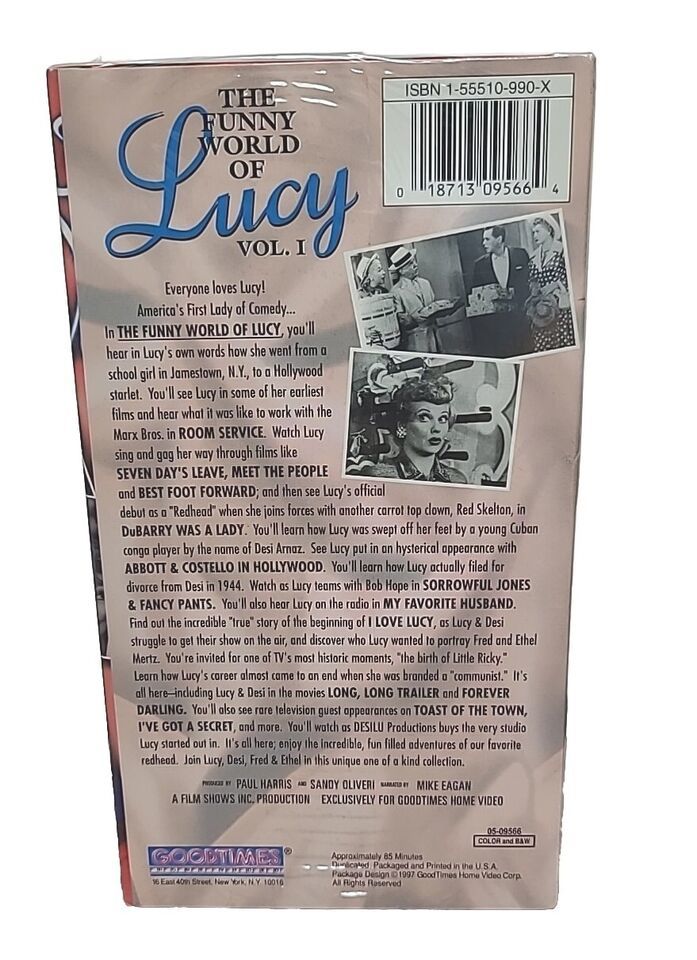 THE
FUNNY
WORLD
OF
Lucy
VOL. I
ISBN 1-55510-990-X
0 18713 09566 4
Everyone loves Lucy!
America's First Lady of Comedy...
In THE FUNNY WORLD OF LUCY, you'll
hear in Lucy's own words how she went from a
school girl in Jamestown, N.Y., to a Hollywood
starlet. You'll see Lucy in some of her earliest
films and hear what it was like to work with the
Marx Bros. in ROOM SERVICE. Watch Lucy
sing and gag her way through films like
SEVEN DAY'S LEAVE, MEET THE PEOPLE
and BEST FOOT FORWARD; and then see Lucy's official
debut as a "Redhead" when she joins forces with another carrot top clown, Red Skelton, in
DuBARRY WAS A LADY. You'll learn how Lucy was swept off her feet by a young Cuban
conga player by the name of Desi Arnaz. See Lucy put in an hysterical appearance with
ABBOTT & COSTELLO IN HOLLYWOOD. You'll learn how Lucy actually filed for
divorce from Desi in 1944. Watch as Lucy teams with Bob Hope in SORROWFUL JONES
& FANCY PANTS. You'll also hear Lucy on the radio in MY FAVORITE HUSBAND.
Find out the incredible "true" story of the beginning of I LOVE LUCY, as Lucy & Desi
struggle to get their show on the air, and discover who Lucy wanted to portray Fred and Ethel
Mertz. You're invited for one of TV's most historic moments, "the birth of Little Ricky."
Learn how Lucy's career almost came to an end when she was branded a "communist." It's
all here–including Lucy & Desi in the movies LONG, LONG TRAILER and FOREVER
DARLING. You'll also see rare television guest appearances on TOAST OF THE TOWN,
I'VE GOT A SECRET, and more. You'll watch as DESILU Productions buys the very studio
Lucy started out in. It's all here; enjoy the incredible, fun filled adventures of our favorite
redhead. Join Lucy, Desi, Fred & Ethel in this unique one of a kind collection.
PRODUCED BY PAUL HARRIS AND SANDY OLIVERI NARRATED BY MIKE EAGAN
A FILM SHOWS INC. PRODUCTION EXCLUSIVELY FOR GOODTIMES HOME VIDEO
05-09566
COLOR and B&W
GOODTIMES®
16 East 40th Street, New York, N.Y. 10016
Approximately 85 Minutes
Duplicated, Packaged and Printed in the U.S.A.
Package Design © 1997 GoodTimes Home Video Corp.
All Rights Reserved